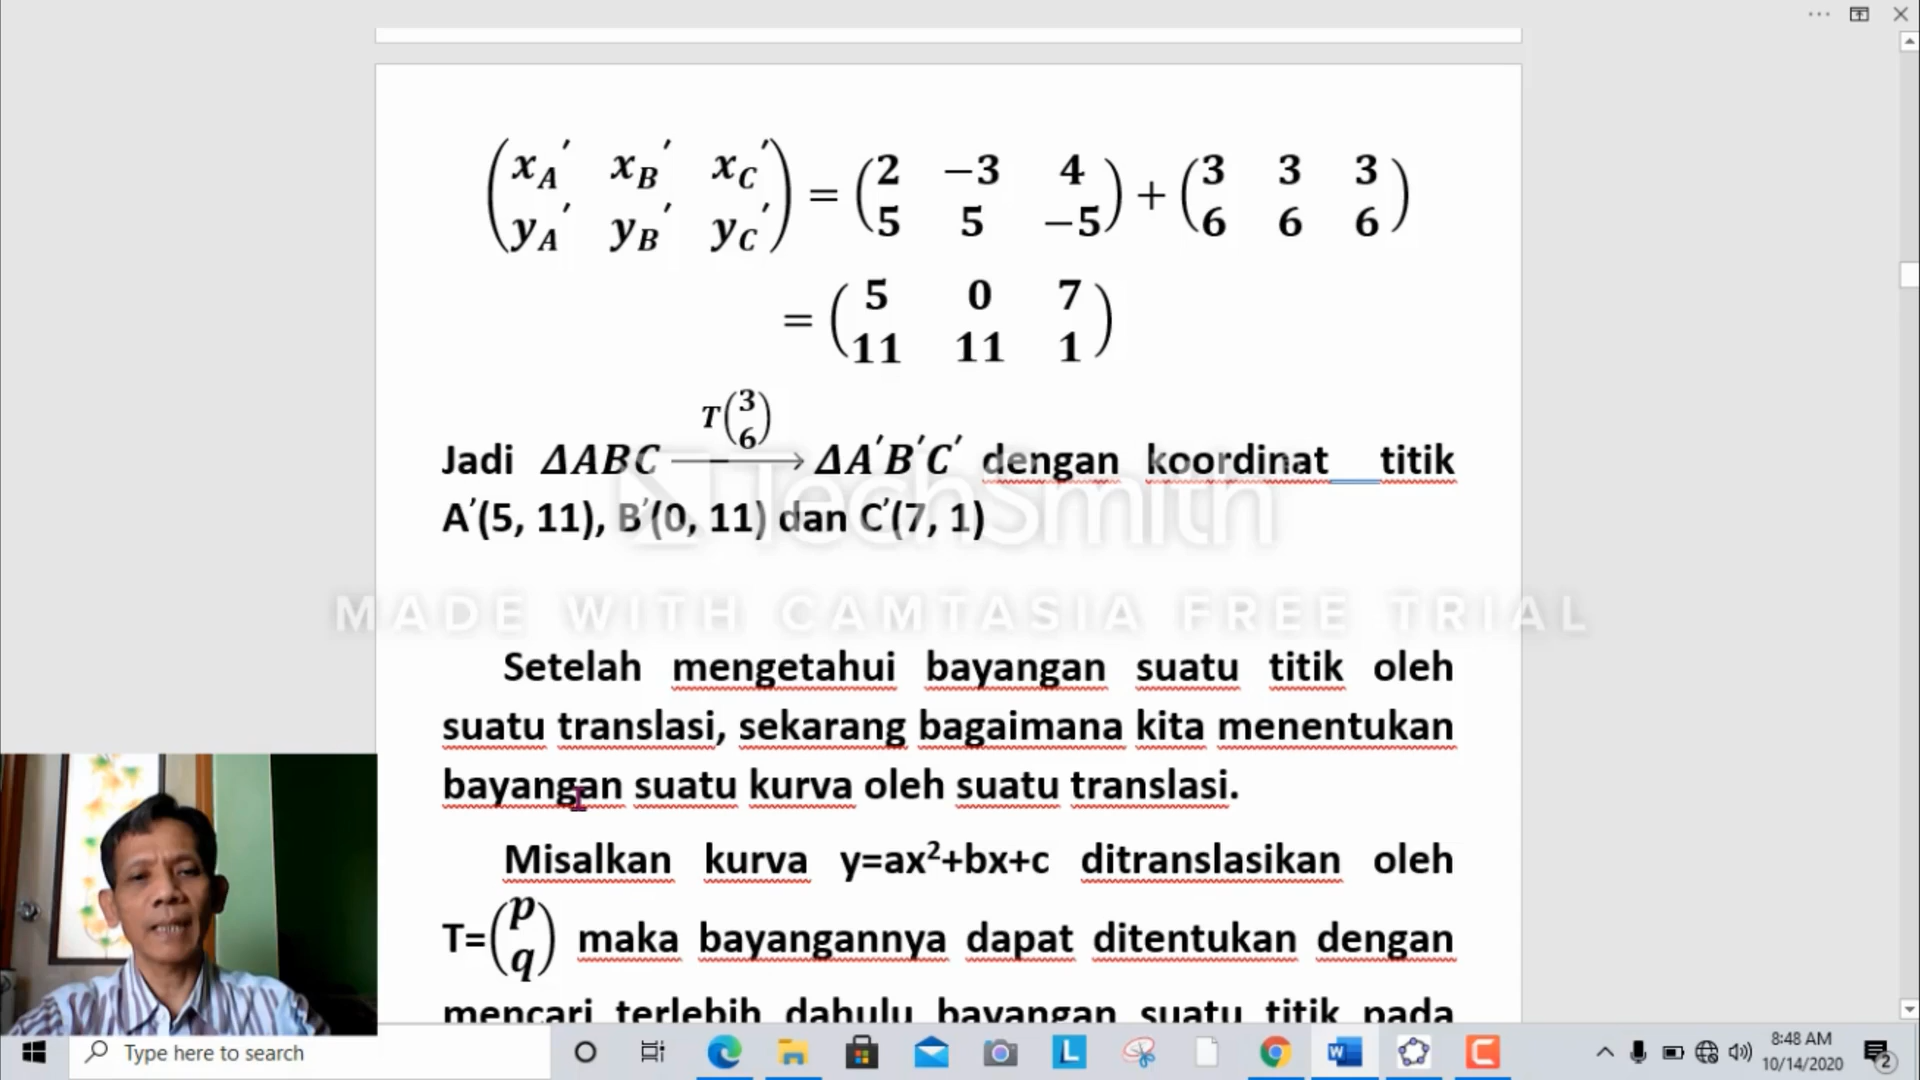 (x_A′ x_B′ x_C′
y_A′ y_B′ y_C′) = (2 −3 4
5 5 −5) + (3 3 3
6 6 6)
= (5 0 7
11 11 1)
T(3
6)
Jadi ΔABC → ΔA′B′C′ dengan koordinat titik
A′(5, 11), B′(0, 11) dan C′(7, 1)
TechSmith
MADE WITH CAMTASIA FREE TRIAL
Setelah mengetahui bayangan suatu titik oleh
suatu translasi, sekarang bagaimana kita menentukan
bayangan suatu kurva oleh suatu translasi.
Misalkan kurva y=ax²+bx+c ditranslasikan oleh
T=(p
q) maka bayangannya dapat ditentukan dengan
mencari terlebih dahulu bayangan suatu titik pada
Type here to search
L
W
C
8:48 AM
10/14/2020
2